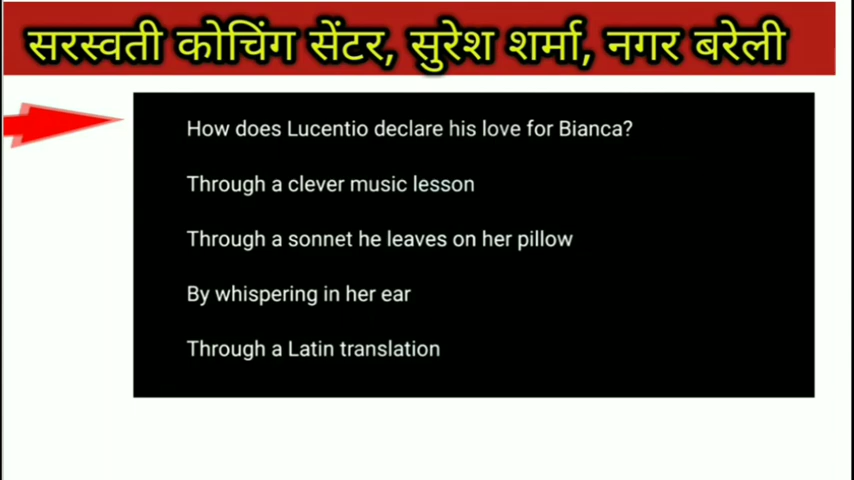 सरस्वती कोचिंग सेंटर, सुरेश शर्मा, नगर बरेली
How does Lucentio declare his love for Bianca?
Through a clever music lesson
Through a sonnet he leaves on her pillow
By whispering in her ear
Through a Latin translation